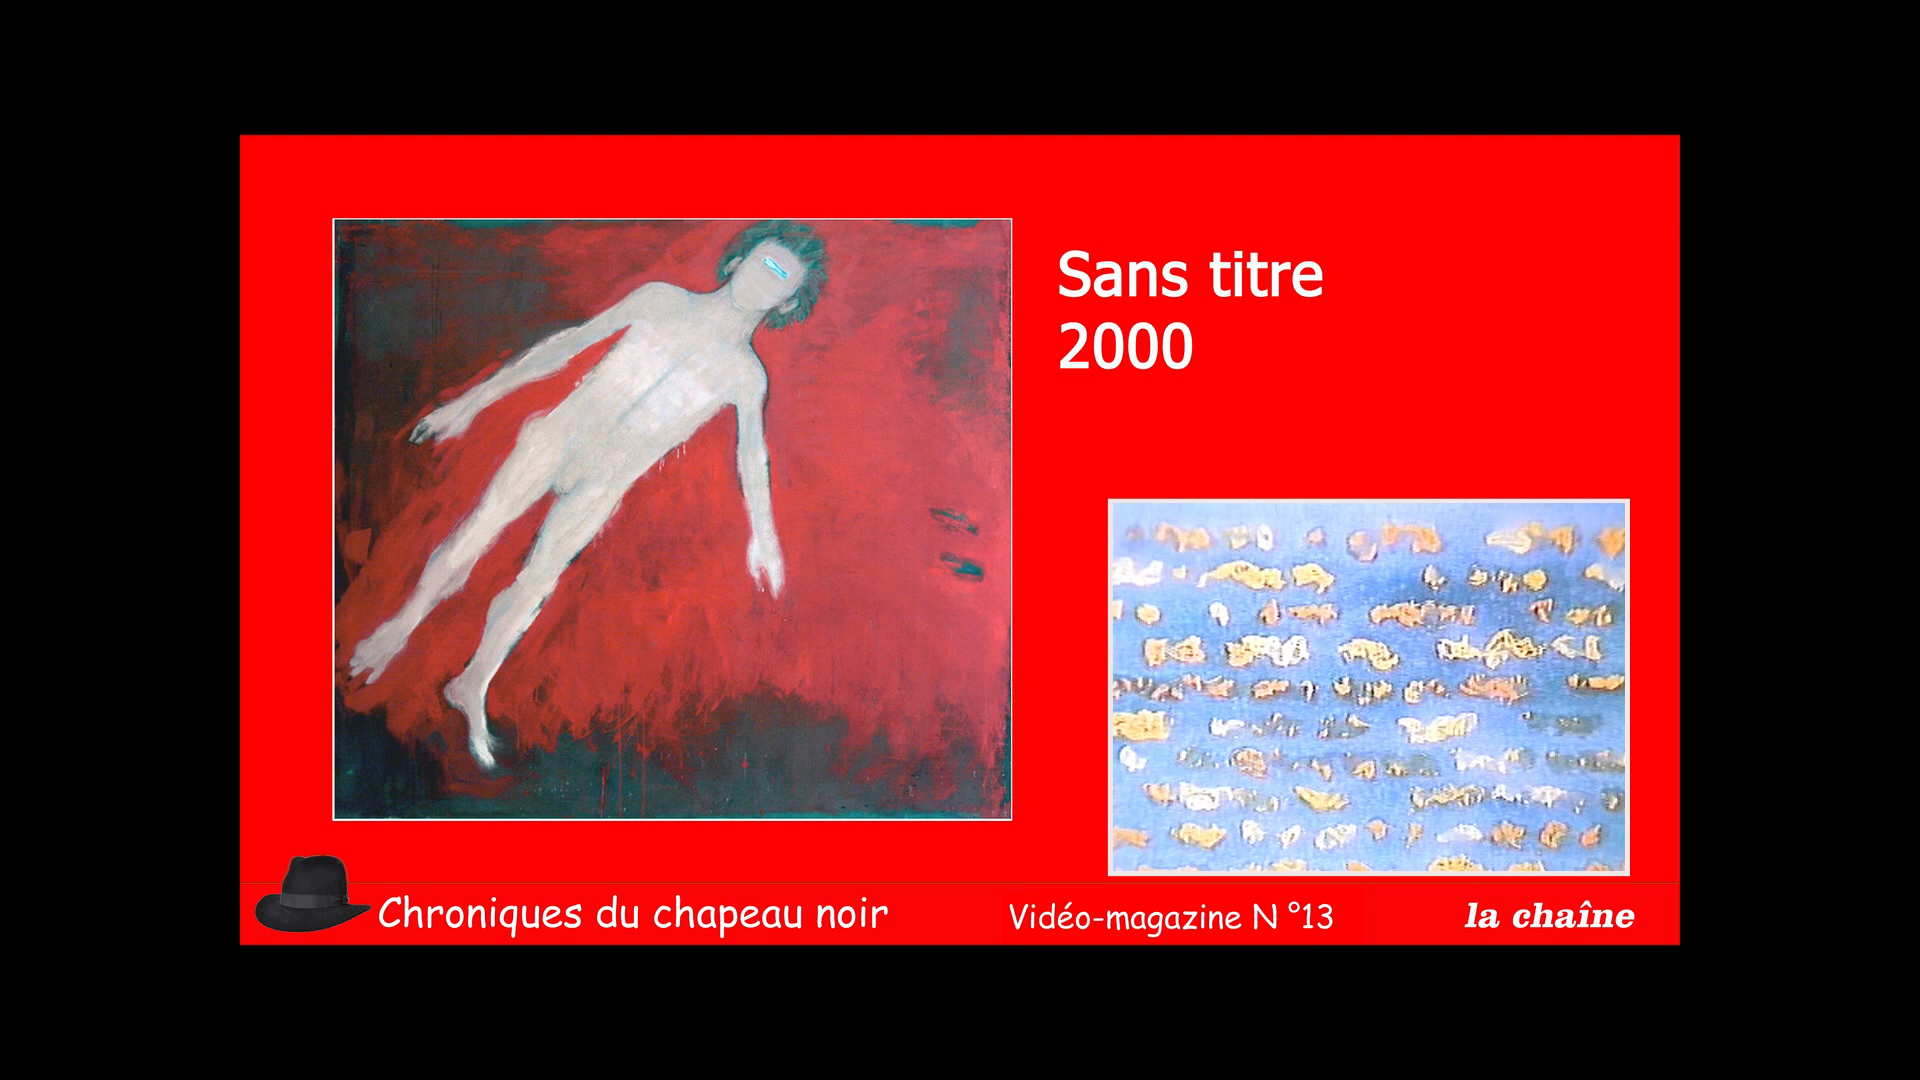 Sans titre
2000
Chroniques du chapeau noir
Vidéo-magazine N °13
la chaîne